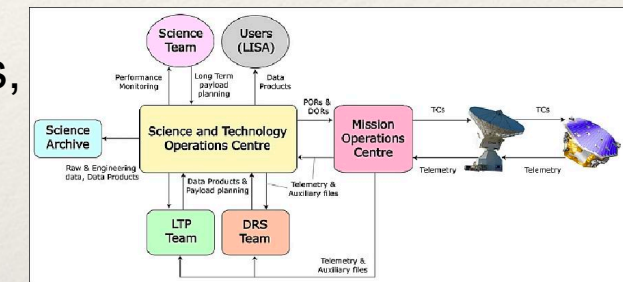 s,
Science
Team
Users
(LISA)
Performance
Monitoring
Long Term
payload
planning
Data
Products
Science
Archive
Science and Technology
Operations Centre
PORs &
DORs
Mission
Operations
Centre
TCs
TCs
Telemetry
Telemetry
Raw & Engineering
data, Data Products
Data Products &
Payload planning
Telemetry &
Auxiliary files
LTP
Team
DRS
Team
Telemetry &
Auxiliary files